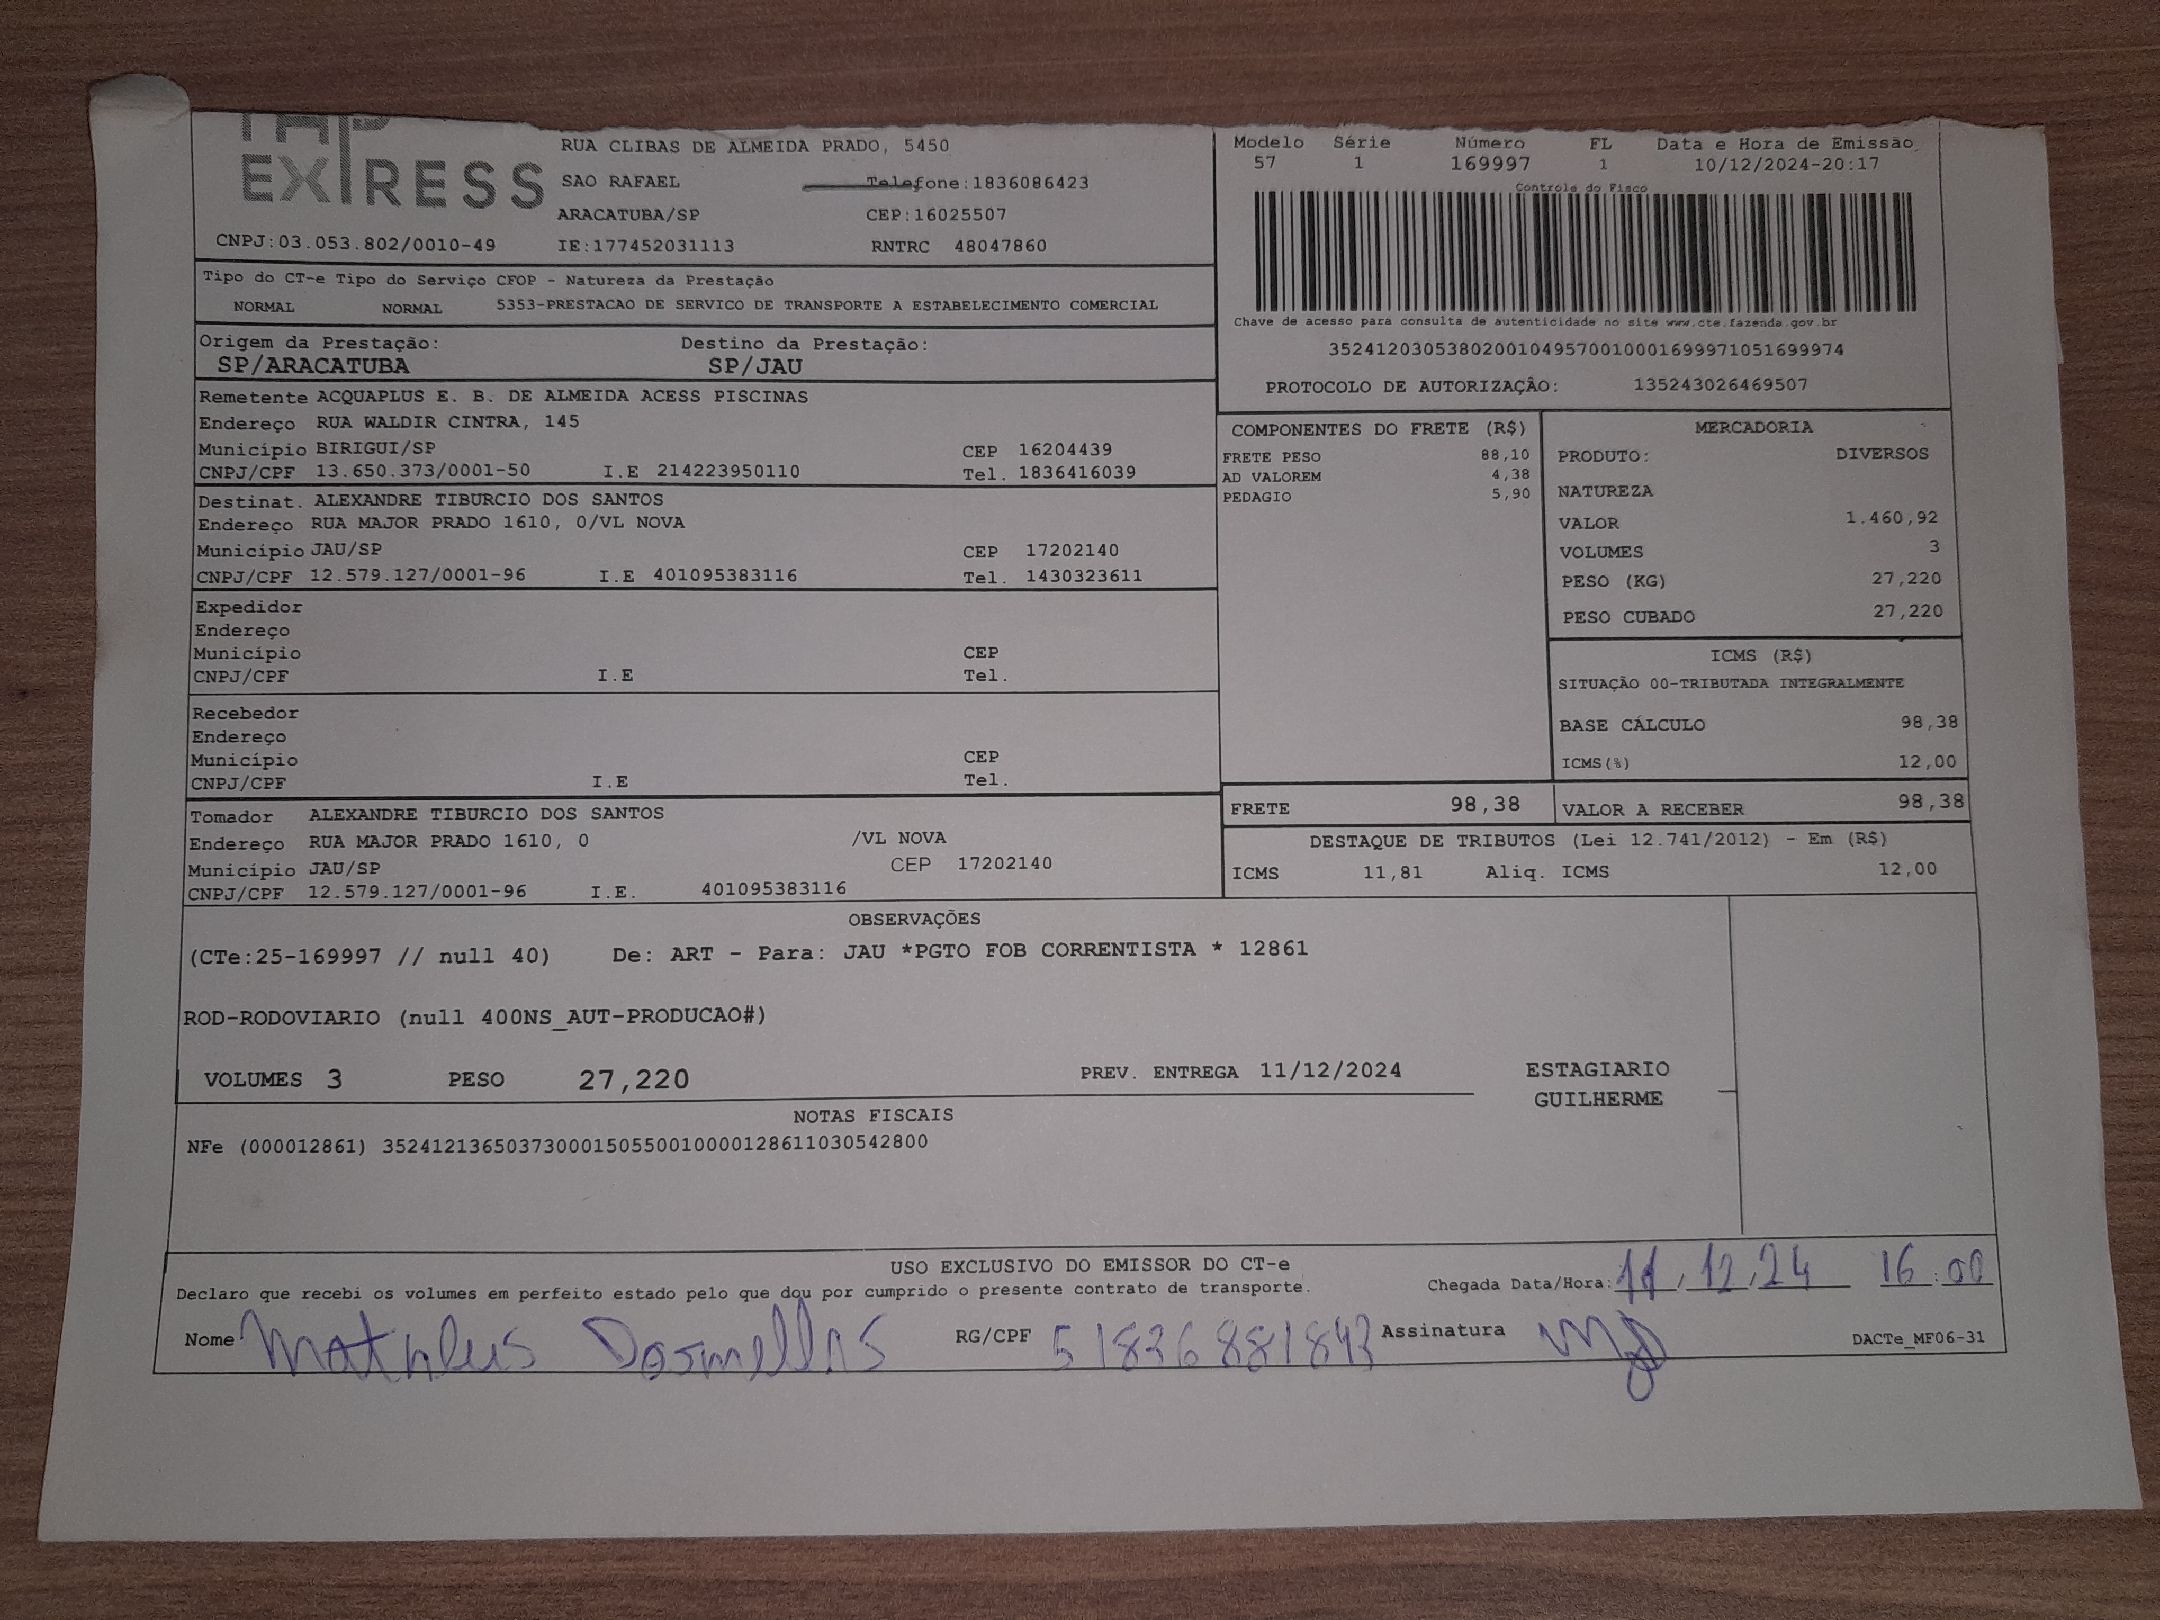 EXPRESS
RUA CLIBAS DE ALMEIDA PRADO, 5450
SAO RAFAEL Telefone:1836086423
ARACATUBA/SP CEP:16025507
CNPJ:03.053.802/0010-49 IE:177452031113 RNTRC 48047860
Modelo Série Número FL Data e Hora de Emissão
57 1 169997 1 10/12/2024-20:17
Controle do Fisco
Chave de acesso para consulta de autenticidade no site www.cte.fazenda.gov.br
35241203053802001049570010001699971051699974
PROTOCOLO DE AUTORIZAÇÃO: 135243026469507
Tipo do CT-e Tipo do Serviço CFOP - Natureza da Prestação
NORMAL NORMAL 5353-PRESTACAO DE SERVICO DE TRANSPORTE A ESTABELECIMENTO COMERCIAL
Origem da Prestação: Destino da Prestação:
SP/ARACATUBA SP/JAU
Remetente ACQUAPLUS E. B. DE ALMEIDA ACESS PISCINAS
Endereço RUA WALDIR CINTRA, 145
Município BIRIGUI/SP CEP 16204439
CNPJ/CPF 13.650.373/0001-50 I.E 214223950110 Tel. 1836416039
Destinat. ALEXANDRE TIBURCIO DOS SANTOS
Endereço RUA MAJOR PRADO 1610, 0/VL NOVA
Município JAU/SP CEP 17202140
CNPJ/CPF 12.579.127/0001-96 I.E 401095383116 Tel. 1430323611
Expedidor
Endereço
Município CEP
CNPJ/CPF I.E Tel.
Recebedor
Endereço
Município CEP
CNPJ/CPF I.E Tel.
Tomador ALEXANDRE TIBURCIO DOS SANTOS
Endereço RUA MAJOR PRADO 1610, 0 /VL NOVA
Município JAU/SP CEP 17202140
CNPJ/CPF 12.579.127/0001-96 I.E. 401095383116
COMPONENTES DO FRETE (R$)
FRETE PESO 88,10
AD VALOREM 4,38
PEDAGIO 5,90
MERCADORIA
PRODUTO: DIVERSOS
NATUREZA
VALOR 1.460,92
VOLUMES 3
PESO (KG) 27,220
PESO CUBADO 27,220
ICMS (R$)
SITUAÇÃO 00-TRIBUTADA INTEGRALMENTE
BASE CÁLCULO 98,38
ICMS(%) 12,00
FRETE 98,38 VALOR A RECEBER 98,38
DESTAQUE DE TRIBUTOS (Lei 12.741/2012) - Em (R$)
ICMS 11,81 Aliq. ICMS 12,00
OBSERVAÇÕES
(CTe:25-169997 // null 40) De: ART - Para: JAU *PGTO FOB CORRENTISTA * 12861
ROD-RODOVIARIO (null 400NS_AUT-PRODUCAO#)
VOLUMES 3 PESO 27,220 PREV. ENTREGA 11/12/2024 ESTAGIARIO
GUILHERME
NOTAS FISCAIS
NFe (000012861) 35241213650373000150550010000128611030542800
USO EXCLUSIVO DO EMISSOR DO CT-e
Declaro que recebi os volumes em perfeito estado pelo que dou por cumprido o presente contrato de transporte. Chegada Data/Hora: 11.12.24 16:00
Nome Matheus RG/CPF 51836881843 Assinatura DACTe_MF06-31